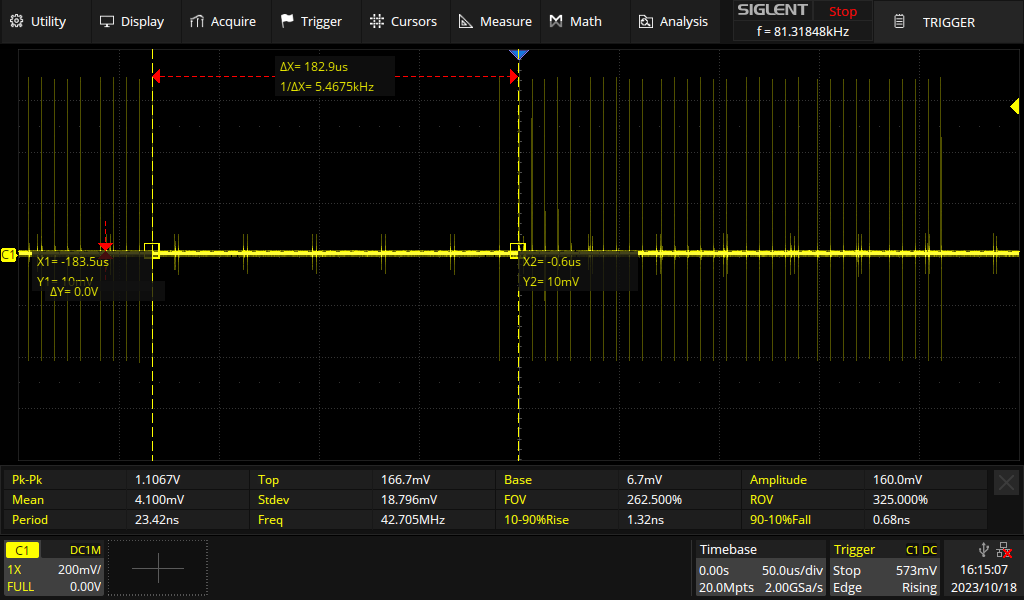 Utility Display Acquire Trigger Cursors Measure Math Analysis SIGLENT Stop TRIGGER
f = 81.31848kHz
ΔX= 182.9us
1/ΔX= 5.4675kHz
C1
X1= -183.5us X2= -0.6us
Y1= 10mV Y2= 10mV
ΔY= 0.0V
Pk-Pk 1.1067V Top 166.7mV Base 6.7mV Amplitude 160.0mV
Mean 4.100mV Stdev 18.796mV FOV 262.500% ROV 325.000%
Period 23.42ns Freq 42.705MHz 10-90%Rise 1.32ns 90-10%Fall 0.68ns
C1 DC1M Timebase Trigger C1 DC
1X 200mV/ 0.00s 50.0us/div Stop 573mV 16:15:07
FULL 0.00V 20.0Mpts 2.00GSa/s Edge Rising 2023/10/18